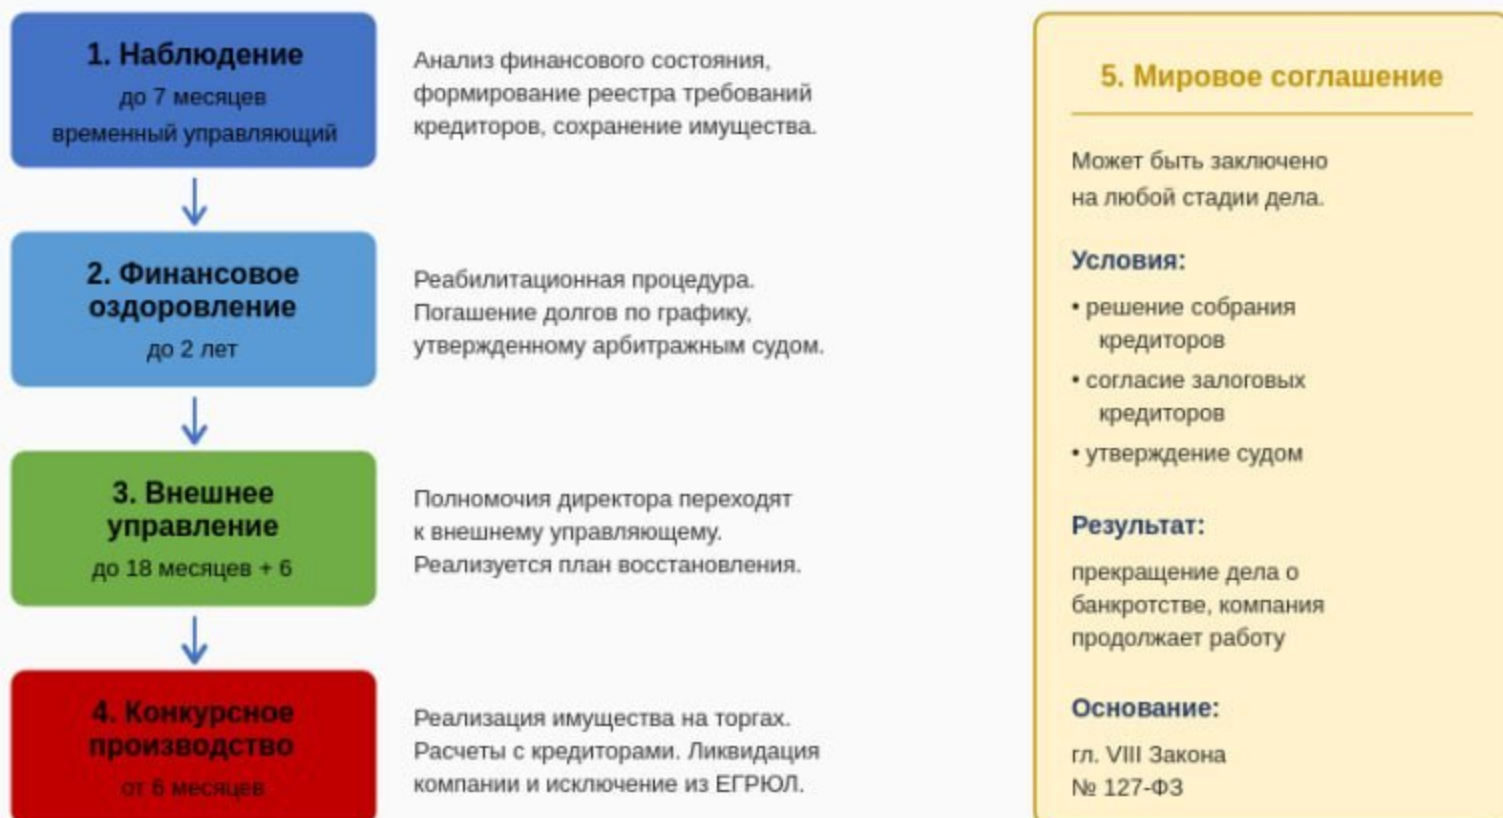 1. Наблюдение
до 7 месяцев
временный управляющий
Анализ финансового состояния,
формирование реестра требований
кредиторов, сохранение имущества.
2. Финансовое
оздоровление
до 2 лет
Реабилитационная процедура.
Погашение долгов по графику,
утвержденному арбитражным судом.
3. Внешнее
управление
до 18 месяцев + 6
Полномочия директора переходят
к внешнему управляющему.
Реализуется план восстановления.
4. Конкурсное
производство
от 6 месяцев
Реализация имущества на торгах.
Расчеты с кредиторами. Ликвидация
компании и исключение из ЕГРЮЛ.
5. Мировое соглашение
Может быть заключено
на любой стадии дела.
Условия:
• решение собрания
кредиторов
• согласие залоговых
кредиторов
• утверждение судом
Результат:
прекращение дела о
банкротстве, компания
продолжает работу
Основание:
гл. VIII Закона
№ 127-ФЗ